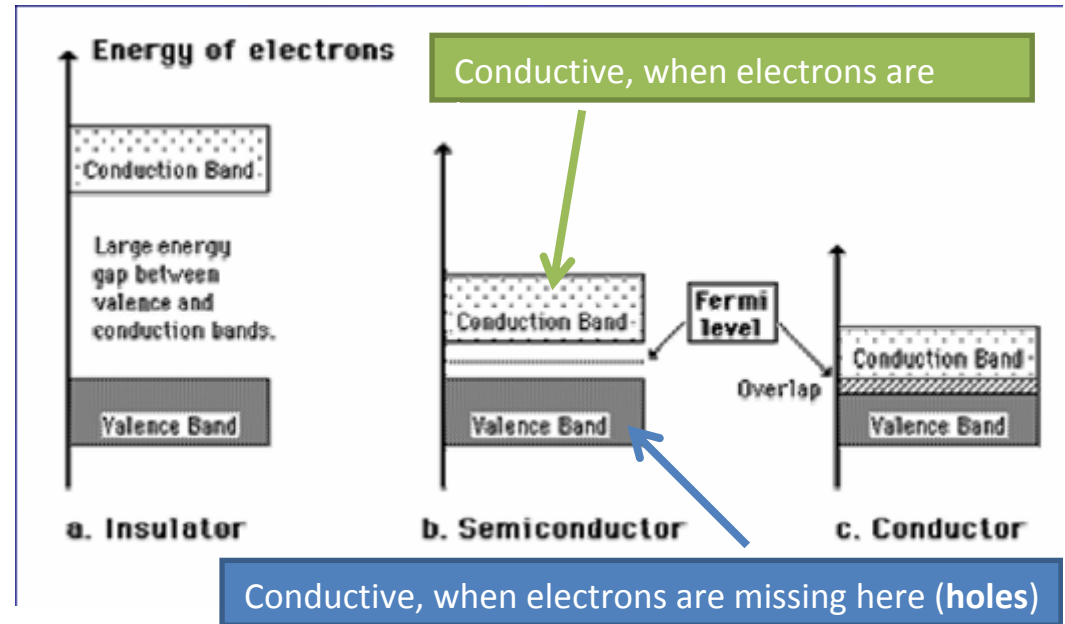 Energy of electrons
Conductive, when electrons are
Conduction Band
Large energy
gap between
valence and
conduction bands.
Valence Band
a. Insulator
Conduction Band
Valence Band
b. Semiconductor
Fermi
level
Conduction Band
Overlap
Valence Band
c. Conductor
Conductive, when electrons are missing here (holes)